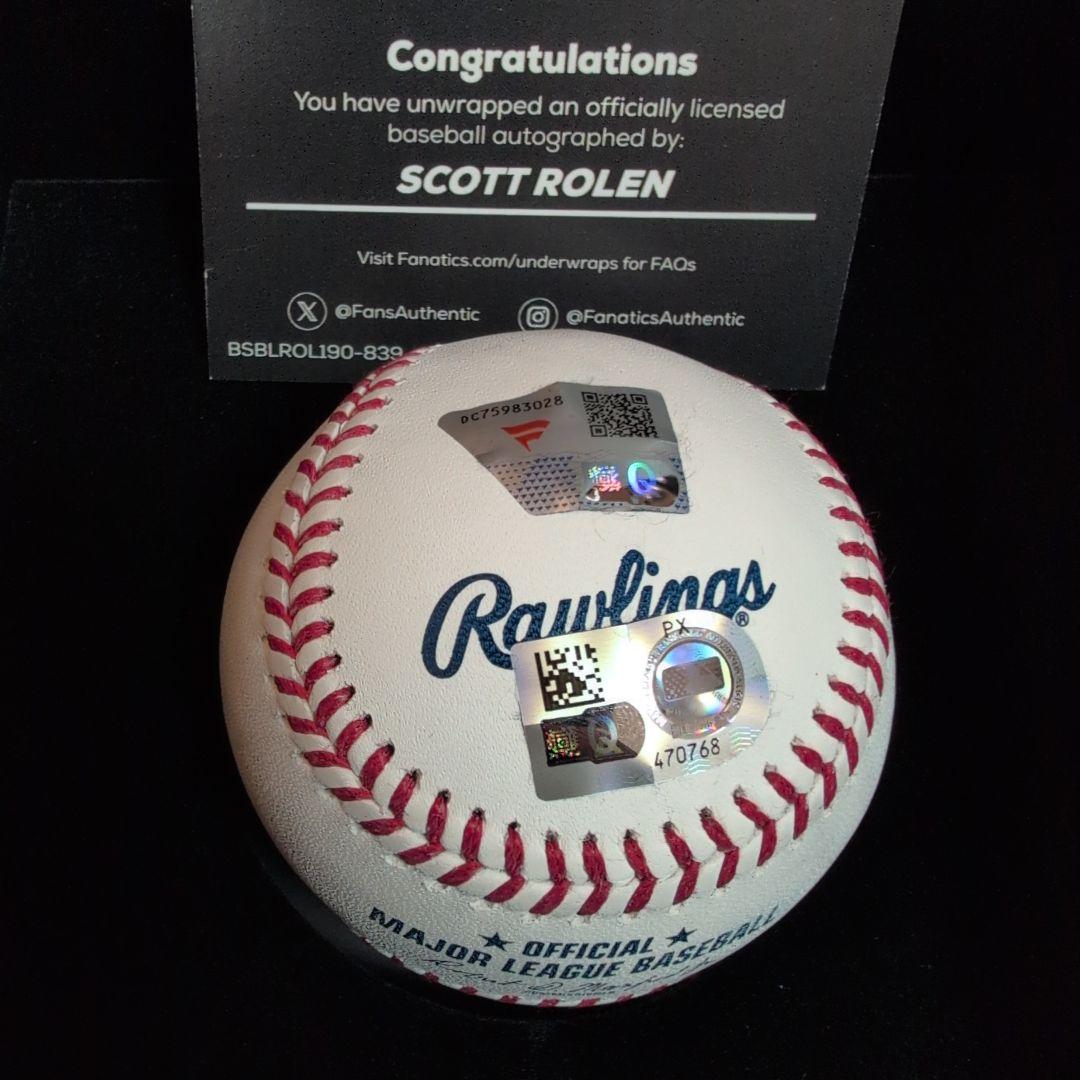 Congratulations
You have unwrapped an officially licensed
baseball autographed by:
SCOTT ROLEN
Visit Fanatics.com/underwraps for FAQs
@FansAuthentic @FanaticsAuthentic
BSBLROL190-839
DC75983028
Rawlings®
PX
470768
★ OFFICIAL ★
MAJOR LEAGUE BASEBALL